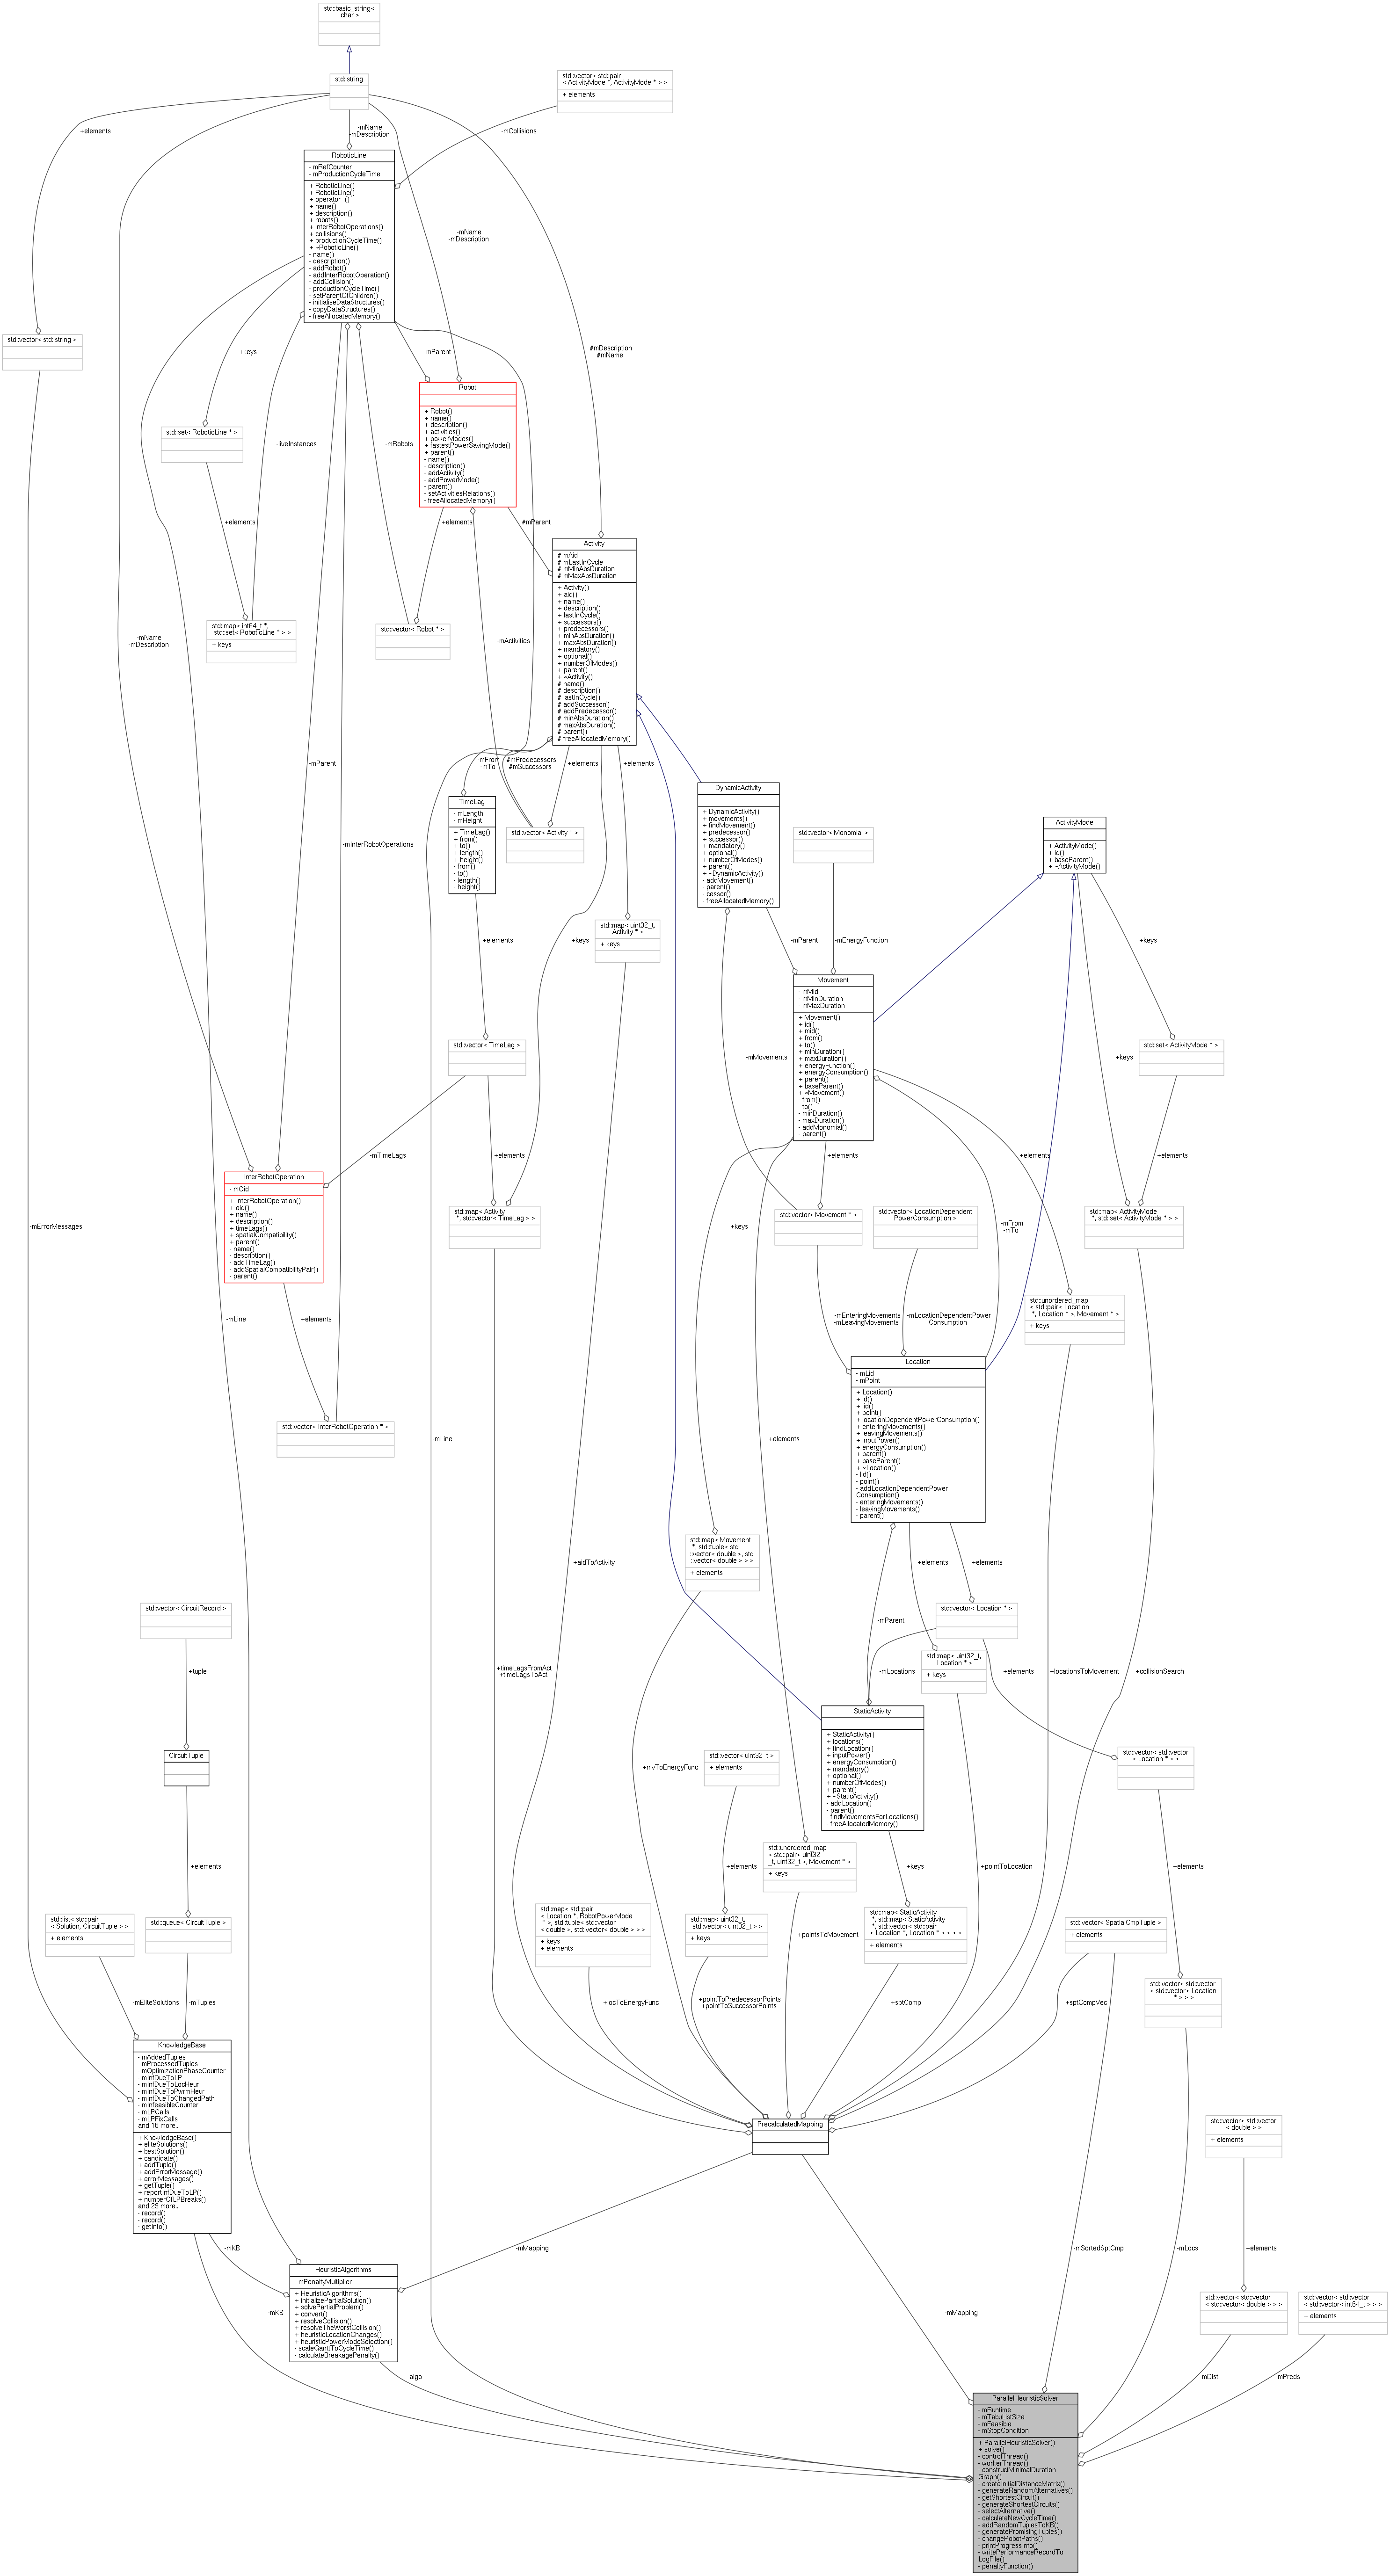 std::basic_string<
char >
std::string
std::vector< std::pair
< ActivityMode *, ActivityMode * > >
+ elements
+elements
-mName
-mDescription
-mCollisions
RoboticLine
- mRefCounter
- mProductionCycleTime
+ RoboticLine()
+ RoboticLine()
+ operator=()
+ name()
+ description()
+ robots()
+ interRobotOperations()
+ collisions()
+ productionCycleTime()
+ ~RoboticLine()
- name()
- description()
- addRobot()
- addInterRobotOperation()
- addCollision()
- productionCycleTime()
- setParentOfChildren()
- initialiseDataStructures()
- copyDataStructures()
- freeAllocatedMemory()
-mName
-mDescription
#mDescription
#mName
std::vector< std::string >
+keys
-mParent
Robot
+ Robot()
+ name()
+ description()
+ activities()
+ powerModes()
+ fastestPowerSavingMode()
+ parent()
- name()
- description()
- addActivity()
- addPowerMode()
- parent()
- setActivitiesRelations()
- freeAllocatedMemory()
std::set< RoboticLine * >
-liveInstances
-mRobots
+elements
+elements
#mParent
Activity
# mAid
# mLastInCycle
# mMinAbsDuration
# mMaxAbsDuration
+ Activity()
+ aid()
+ name()
+ description()
+ lastInCycle()
+ successors()
+ predecessors()
+ minAbsDuration()
+ maxAbsDuration()
+ mandatory()
+ optional()
+ numberOfModes()
+ parent()
+ ~Activity()
# name()
# description()
# lastInCycle()
# addSuccessor()
# addPredecessor()
# minAbsDuration()
# maxAbsDuration()
# parent()
# freeAllocatedMemory()
std::map< int64_t *,
std::set< RoboticLine * > >
+ keys
std::vector< Robot * >
-mName
-mDescription
-mActivities
-mParent
-mFrom
-mTo
#mPredecessors
#mSuccessors
+elements
+elements
TimeLag
- mLength
- mHeight
+ TimeLag()
+ from()
+ to()
+ length()
+ height()
- from()
- to()
- length()
- height()
std::vector< Activity * >
DynamicActivity
+ DynamicActivity()
+ movements()
+ findMovement()
+ predecessor()
+ successor()
+ mandatory()
+ optional()
+ numberOfModes()
+ parent()
+ ~DynamicActivity()
- addMovement()
- parent()
- cessor()
- freeAllocatedMemory()
std::vector< Monomial >
ActivityMode
+ ActivityMode()
+ id()
+ baseParent()
+ ~ActivityMode()
-mInterRobotOperations
+elements
+keys
std::map< uint32_t,
Activity * >
+ keys
-mParent
-mEnergyFunction
+keys
Movement
- mMid
- mMinDuration
- mMaxDuration
+ Movement()
+ id()
+ mid()
+ from()
+ to()
+ minDuration()
+ maxDuration()
+ energyFunction()
+ energyConsumption()
+ parent()
+ baseParent()
+ ~Movement()
- from()
- to()
- minDuration()
- maxDuration()
- addMonomial()
- parent()
std::vector< TimeLag >
-mMovements
+keys
std::set< ActivityMode * >
-mTimeLags
+elements
+elements
+elements
+elements
InterRobotOperation
- mOid
+ InterRobotOperation()
+ oid()
+ name()
+ description()
+ timeLags()
+ spatialCompatibility()
+ parent()
- name()
- description()
- addTimeLag()
- addSpatialCompatibilityPair()
- parent()
std::map< Activity
*, std::vector< TimeLag > >
-mErrorMessages
+keys
std::vector< Movement * >
std::vector< LocationDependent
PowerConsumption >
-mFrom
-mTo
std::map< ActivityMode
*, std::set< ActivityMode * > >
+elements
-mLine
-mEnteringMovements
-mLeavingMovements
-mLocationDependentPower
Consumption
std::unordered_map
< std::pair< Location
*, Location * >, Movement * >
+ keys
Location
- mLid
- mPoint
+ Location()
+ id()
+ lid()
+ point()
+ locationDependentPowerConsumption()
+ enteringMovements()
+ leavingMovements()
+ inputPower()
+ energyConsumption()
+ parent()
+ baseParent()
+ ~Location()
- lid()
- point()
- addLocationDependentPower
Consumption()
- enteringMovements()
- leavingMovements()
- parent()
std::vector< InterRobotOperation * >
-mLine
+elements
std::map< Movement
*, std::tuple< std
::vector< double >, std
::vector< double > > >
+ elements
+aidToActivity
+elements
+elements
std::vector< CircuitRecord >
-mParent
std::vector< Location * >
+tuple
+timeLagsFromAct
+timeLagsToAct
-mLocations
std::map< uint32_t,
Location * >
+ keys
+elements
+locationsToMovement
+collisionSearch
StaticActivity
+ StaticActivity()
+ locations()
+ findLocation()
+ inputPower()
+ energyConsumption()
+ mandatory()
+ optional()
+ numberOfModes()
+ parent()
+ ~StaticActivity()
- addLocation()
- parent()
- findMovementsForLocations()
- freeAllocatedMemory()
CircuitTuple
+mvToEnergyFunc
std::vector< uint32_t >
+ elements
std::vector< std::vector
< Location * > >
+elements
+elements
std::unordered_map
< std::pair< uint32
_t, uint32_t >, Movement * >
+ keys
+keys
+pointToLocation
+elements
std::list< std::pair
< Solution, CircuitTuple > >
+ elements
std::queue< CircuitTuple >
std::map< std::pair
< Location *, RobotPowerMode
* >, std::tuple< std::vector
< double >, std::vector< double > > >
+ keys
+ elements
std::map< uint32_t,
std::vector< uint32_t > >
+ keys
+pointsToMovement
std::map< StaticActivity
*, std::map< StaticActivity
*, std::vector< std::pair
< Location *, Location * > > > >
+ elements
std::vector< SpatialCmpTuple >
+ elements
std::vector< std::vector
< std::vector< Location
* > > >
-mEliteSolutions
-mTuples
+locToEnergyFunc
+pointToPredecessorPoints
+pointToSuccessorPoints
+sptComp
+sptCompVec
KnowledgeBase
- mAddedTuples
- mProcessedTuples
- mOptimizationPhaseCounter
- mInfDueToLP
- mInfDueToLocHeur
- mInfDueToPwrmHeur
- mInfDueToChangedPath
- mInfeasibleCounter
- mLPCalls
- mLPFixCalls
and 16 more...
+ KnowledgeBase()
+ eliteSolutions()
+ bestSolution()
+ candidate()
+ addTuple()
+ addErrorMessage()
+ errorMessages()
+ getTuple()
+ reportInfDueToLP()
+ numberOfLPBreaks()
and 29 more...
- record()
- record()
- getInfo()
PrecalculatedMapping
std::vector< std::vector
< double > >
+ elements
-mKB
-mMapping
-mSortedSptCmp
-mLocs
+elements
HeuristicAlgorithms
- mPenaltyMultiplier
+ HeuristicAlgorithms()
+ initializePartialSolution()
+ solvePartialProblem()
+ convert()
+ resolveCollision()
+ resolveTheWorstCollision()
+ heuristicLocationChanges()
+ heuristicPowerModeSelection()
- scaleGanttToCycleTime()
- calculateBreakagePenalty()
std::vector< std::vector
< std::vector< double > > >
std::vector< std::vector
< std::vector< int64_t > > >
+ elements
-mKB
-mMapping
-algo
-mDist
-mPreds
ParallelHeuristicSolver
- mRuntime
- mTabuListSize
- mFeasible
- mStopCondition
+ ParallelHeuristicSolver()
+ solve()
- controlThread()
- workerThread()
- constructMinimalDuration
Graph()
- createInitialDistanceMatrix()
- generateRandomAlternatives()
- getShortestCircuit()
- generateShortestCircuits()
- selectAlternative()
- calculateNewCycleTime()
- addRandomTuplesToKB()
- generatePromisingTuples()
- changeRobotPaths()
- printProgressInfo()
- writePerformanceRecordTo
LogFile()
- penaltyFunction()